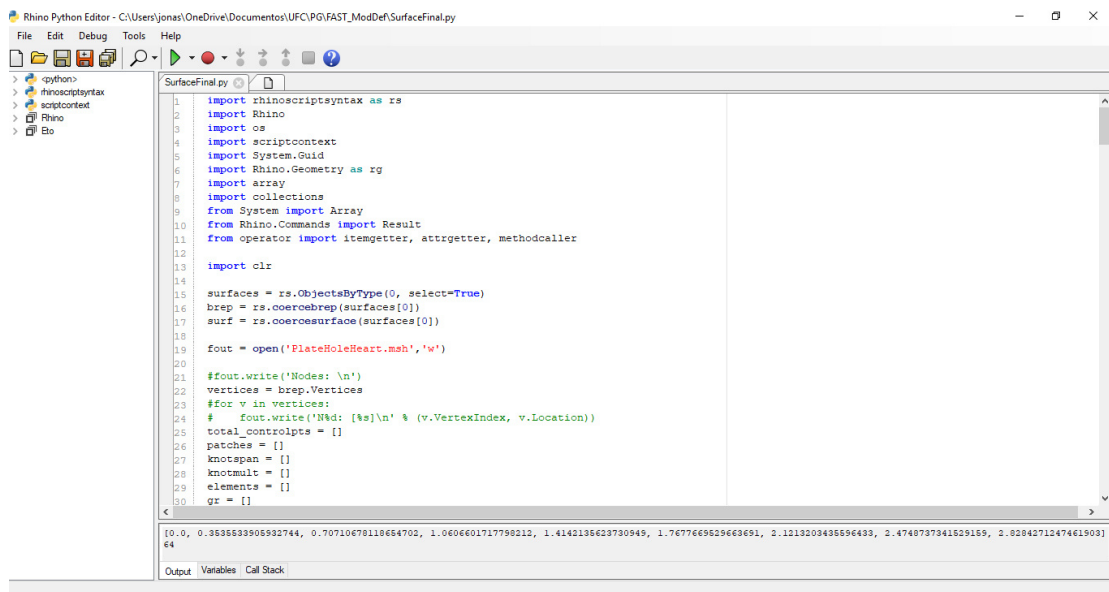 Rhino Python Editor - C:\Users\jonas\OneDrive\Documentos\UFC\PG\FAST_ModDef\SurfaceFinal.py
File Edit Debug Tools Help
<python>
rhinoscriptsyntax
scriptcontext
Rhino
Eto
SurfaceFinal.py
1 import rhinoscriptsyntax as rs
2 import Rhino
3 import os
4 import scriptcontext
5 import System.Guid
6 import Rhino.Geometry as rg
7 import array
8 import collections
9 from System import Array
10 from Rhino.Commands import Result
11 from operator import itemgetter, attrgetter, methodcaller
12
13 import clr
14
15 surfaces = rs.ObjectsByType(0, select=True)
16 brep = rs.coercebrep(surfaces[0])
17 surf = rs.coercesurface(surfaces[0])
18
19 fout = open('PlateHoleHeart.msh','w')
20
21 #fout.write('Nodes: \n')
22 vertices = brep.Vertices
23 #for v in vertices:
24 #    fout.write('N%d: [%s]\n' % (v.VertexIndex, v.Location))
25 total_controlpts = []
26 patches = []
27 knotspan = []
28 knotmult = []
29 elements = []
30 gr = []
[0.0, 0.3535533905932744, 0.70710678118654702, 1.0606601717798212, 1.4142135623730949, 1.7677669529663691, 2.1213203435596433, 2.4748737341529159, 2.8284271247461903]
64
Output Variables Call Stack